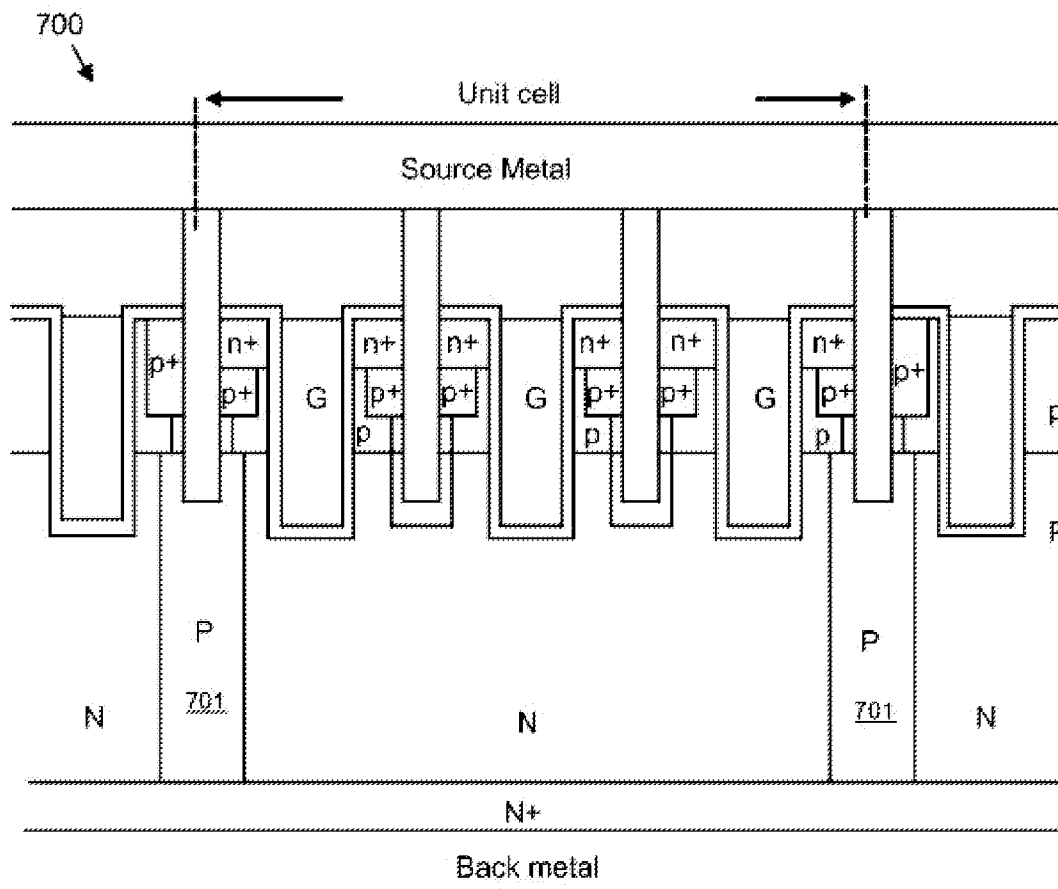 700
Unit cell
Source Metal
p+ n+ n+ n+ n+ n+ n+ p+
p+ p+ p+ p+ p+ p+
G G G
p p p p
P
P P
701 701
N N N
N+
Back metal